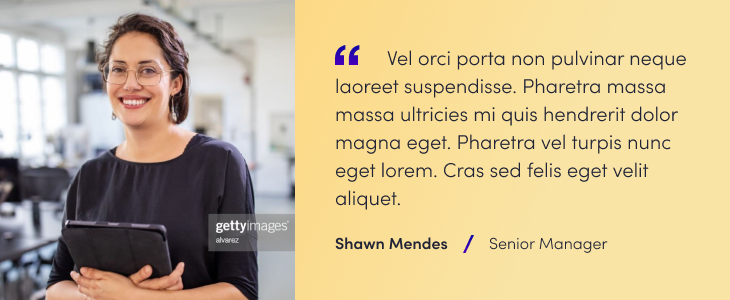 gettyimages
alvarez
❝ Vel orci porta non pulvinar neque
laoreet suspendisse. Pharetra massa
massa ultricies mi quis hendrerit dolor
magna eget. Pharetra vel turpis nunc
eget lorem. Cras sed felis eget velit
aliquet.
Shawn Mendes / Senior Manager